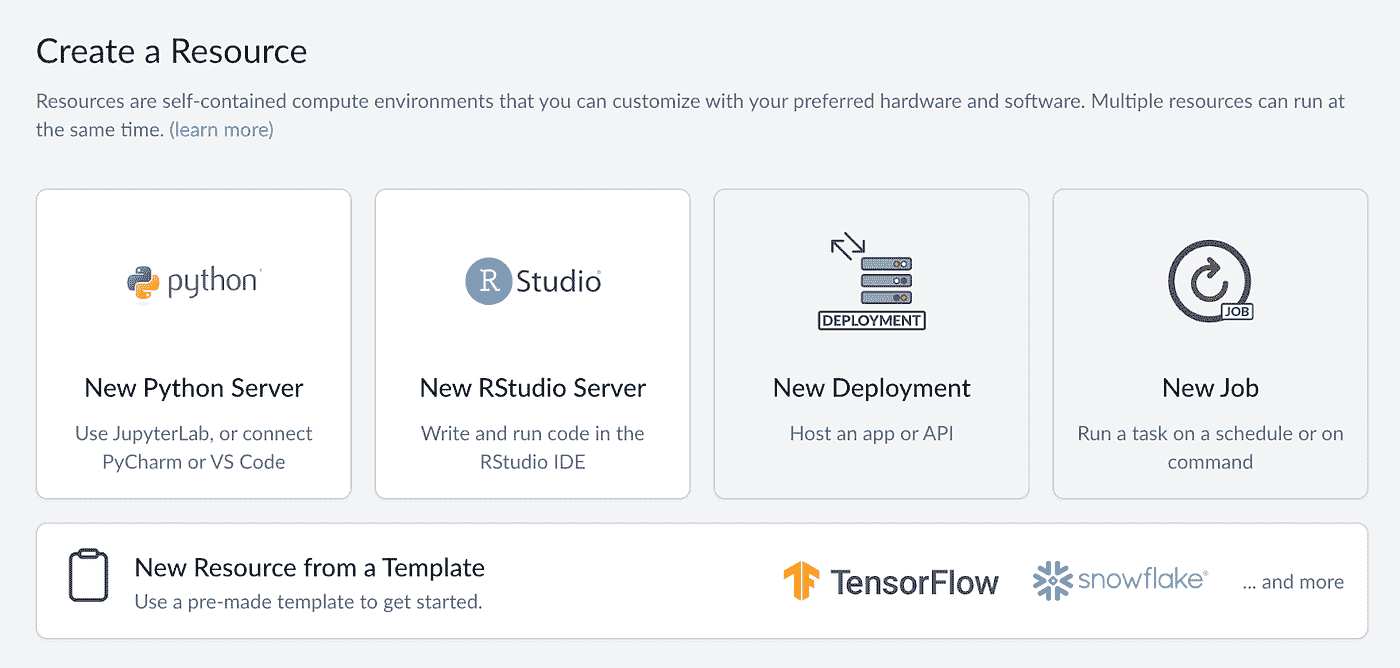 Create a Resource
Resources are self-contained compute environments that you can customize with your preferred hardware and software. Multiple resources can run at
the same time. (learn more)
python
R Studio®
DEPLOYMENT
JOB
New Python Server
Use JupyterLab, or connect
PyCharm or VS Code
New RStudio Server
Write and run code in the
RStudio IDE
New Deployment
Host an app or API
New Job
Run a task on a schedule or on
command
New Resource from a Template
Use a pre-made template to get started.
TensorFlow
snowflake®
... and more